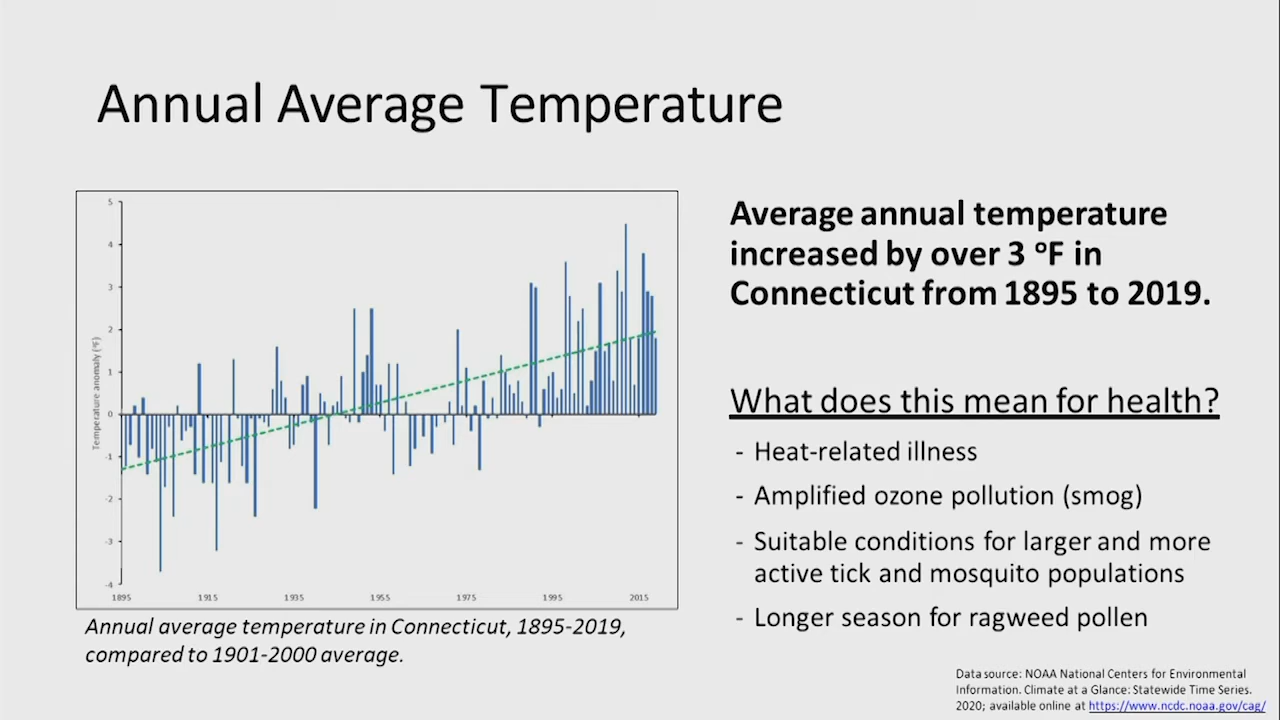 Annual Average Temperature
5
4
3
2
1
0
-1
-2
-3
-4
Temperature anomaly (°F)
1895 1915 1935 1955 1975 1995 2015
Annual average temperature in Connecticut, 1895-2019,
compared to 1901-2000 average.
Average annual temperature
increased by over 3 ºF in
Connecticut from 1895 to 2019.
What does this mean for health?
- Heat-related illness
- Amplified ozone pollution (smog)
- Suitable conditions for larger and more
active tick and mosquito populations
- Longer season for ragweed pollen
Data source: NOAA National Centers for Environmental
Information. Climate at a Glance: Statewide Time Series.
2020; available online at https://www.ncdc.noaa.gov/cag/